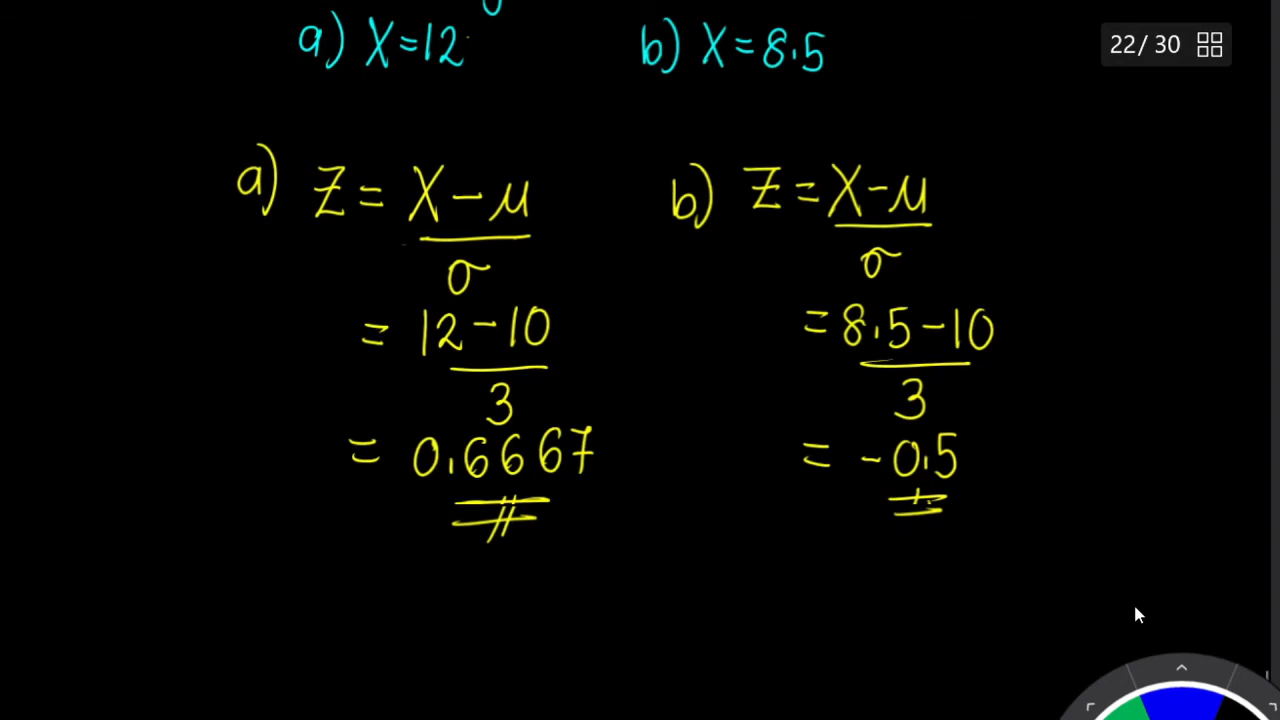 a) X=12 b) X=8.5
22/ 30
a) Z= X-μ
σ
= 12-10
3
= 0.6667
b) Z=X-μ
σ
=8.5-10
3
= -0.5